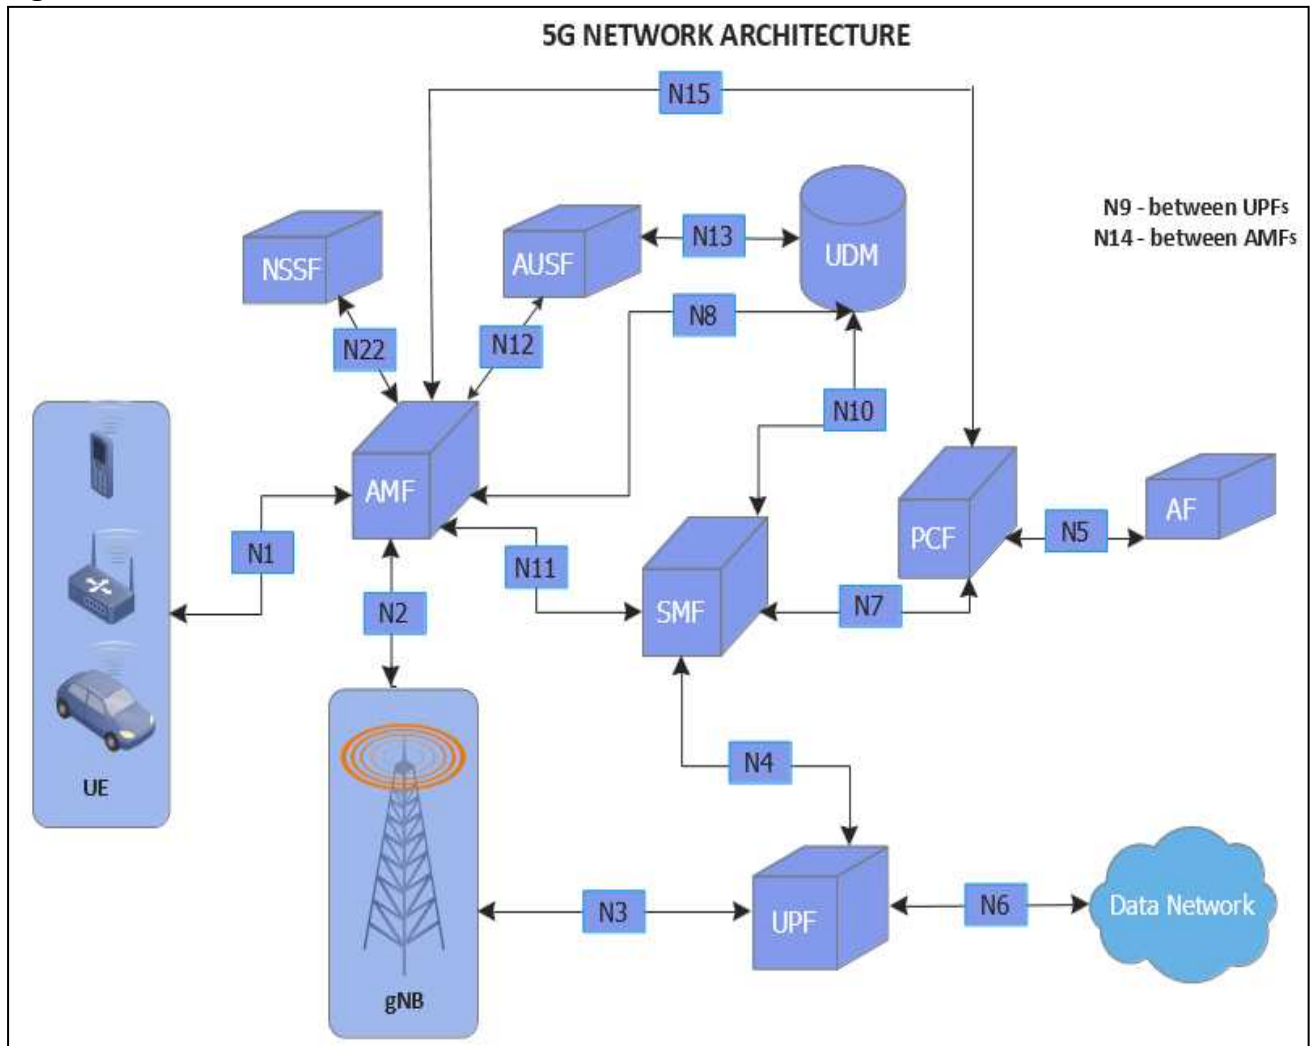 5G NETWORK ARCHITECTURE
N15
N9 - between UPFs
N14 - between AMFs
NSSF
AUSF
N13
UDM
N22
N12
N8
N10
AMF
N1
N11
N2
SMF
N7
PCF
N5
AF
UE
N4
gNB
N3
UPF
N6
Data Network